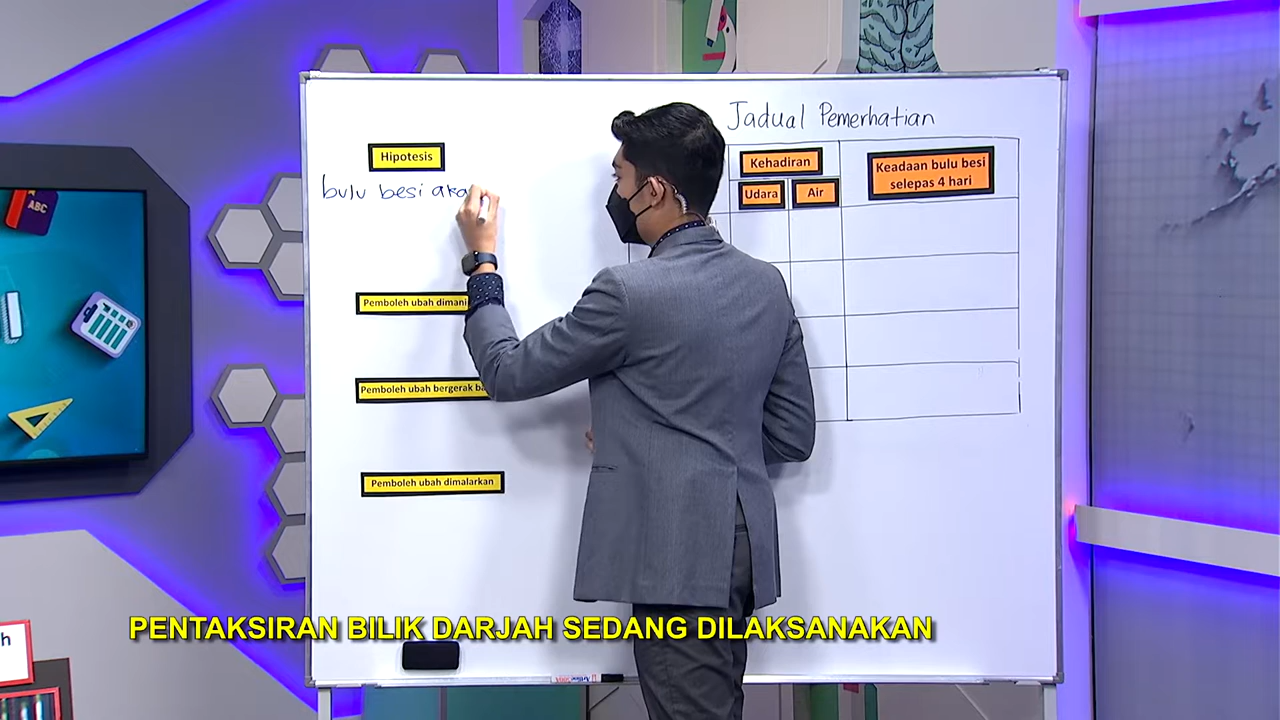 Jadual Pemerhatian
Hipotesis
bulu besi aka
Kehadiran
Udara
Air
Keadaan bulu besi
selepas 4 hari
Pemboleh ubah dimani
Pemboleh ubah bergerak ba
Pemboleh ubah dimalarkan
ABC
h
PENTAKSIRAN BILIK DARJAH SEDANG DILAKSANAKAN